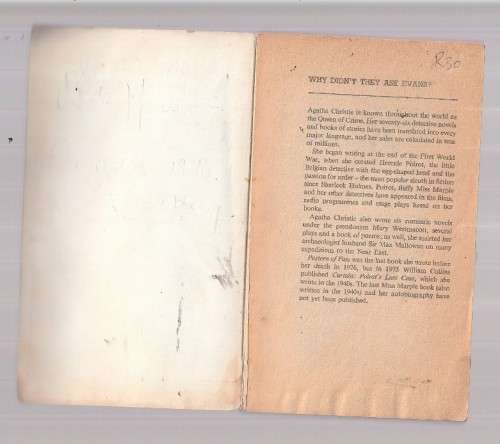 R30
WHY DIDN'T THEY ASK EVANS?
Agatha Christie is known throughout the world as
the Queen of Crime. Her seventy-six detective novels
and books of stories have been translated into every
major language, and her sales are calculated in tens
of millions.
She began writing at the end of the First World
War, when she created Hercule Poirot, the little
Belgian detective with the egg-shaped head and the
passion for order – the most popular sleuth in fiction
since Sherlock Holmes. Poirot, fluffy Miss Marple
and her other detectives have appeared in the films,
radio programmes and stage plays based on her
books.
Agatha Christie also wrote six romantic novels
under the pseudonym Mary Westmacott, several
plays and a book of poems; as well, she assisted her
archaeologist husband Sir Max Mallowan on many
expeditions to the Near East.
Postern of Fate was the last book she wrote before
her death in 1976, but in 1975 William Collins
published Curtain: Poirot's Last Case, which she
wrote in the 1940s. The last Miss Marple book (also
written in the 1940s) and her autobiography have
not yet been published.